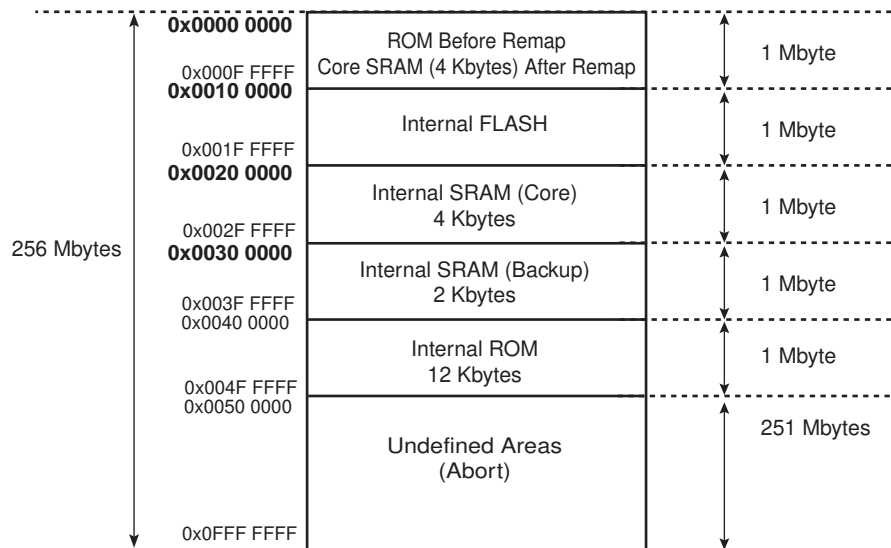 0x0000 0000
ROM Before Remap
Core SRAM (4 Kbytes) After Remap
1 Mbyte
0x000F FFFF
0x0010 0000
Internal FLASH
1 Mbyte
0x001F FFFF
0x0020 0000
Internal SRAM (Core)
4 Kbytes
1 Mbyte
0x002F FFFF
256 Mbytes
0x0030 0000
Internal SRAM (Backup)
2 Kbytes
1 Mbyte
0x003F FFFF
0x0040 0000
Internal ROM
12 Kbytes
1 Mbyte
0x004F FFFF
0x0050 0000
251 Mbytes
Undefined Areas
(Abort)
0x0FFF FFFF